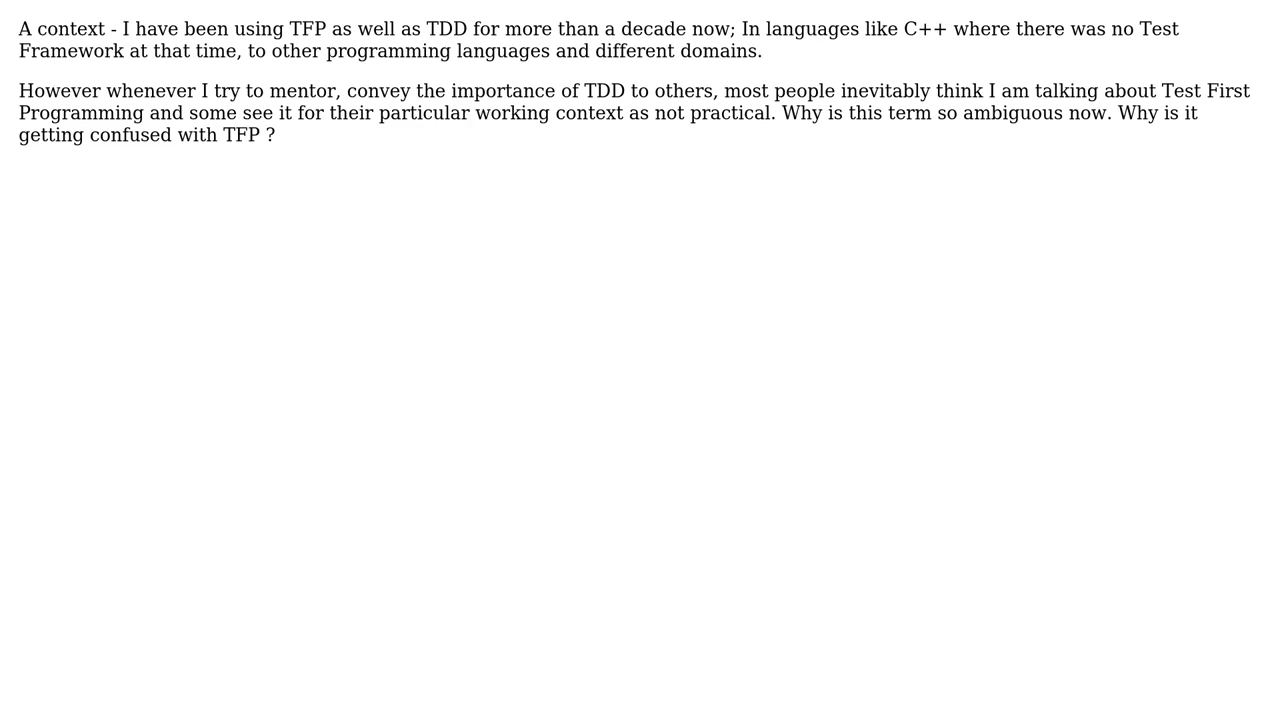 A context - I have been using TFP as well as TDD for more than a decade now; In languages like C++ where there was no Test
Framework at that time, to other programming languages and different domains.
However whenever I try to mentor, convey the importance of TDD to others, most people inevitably think I am talking about Test First
Programming and some see it for their particular working context as not practical. Why is this term so ambiguous now. Why is it
getting confused with TFP ?